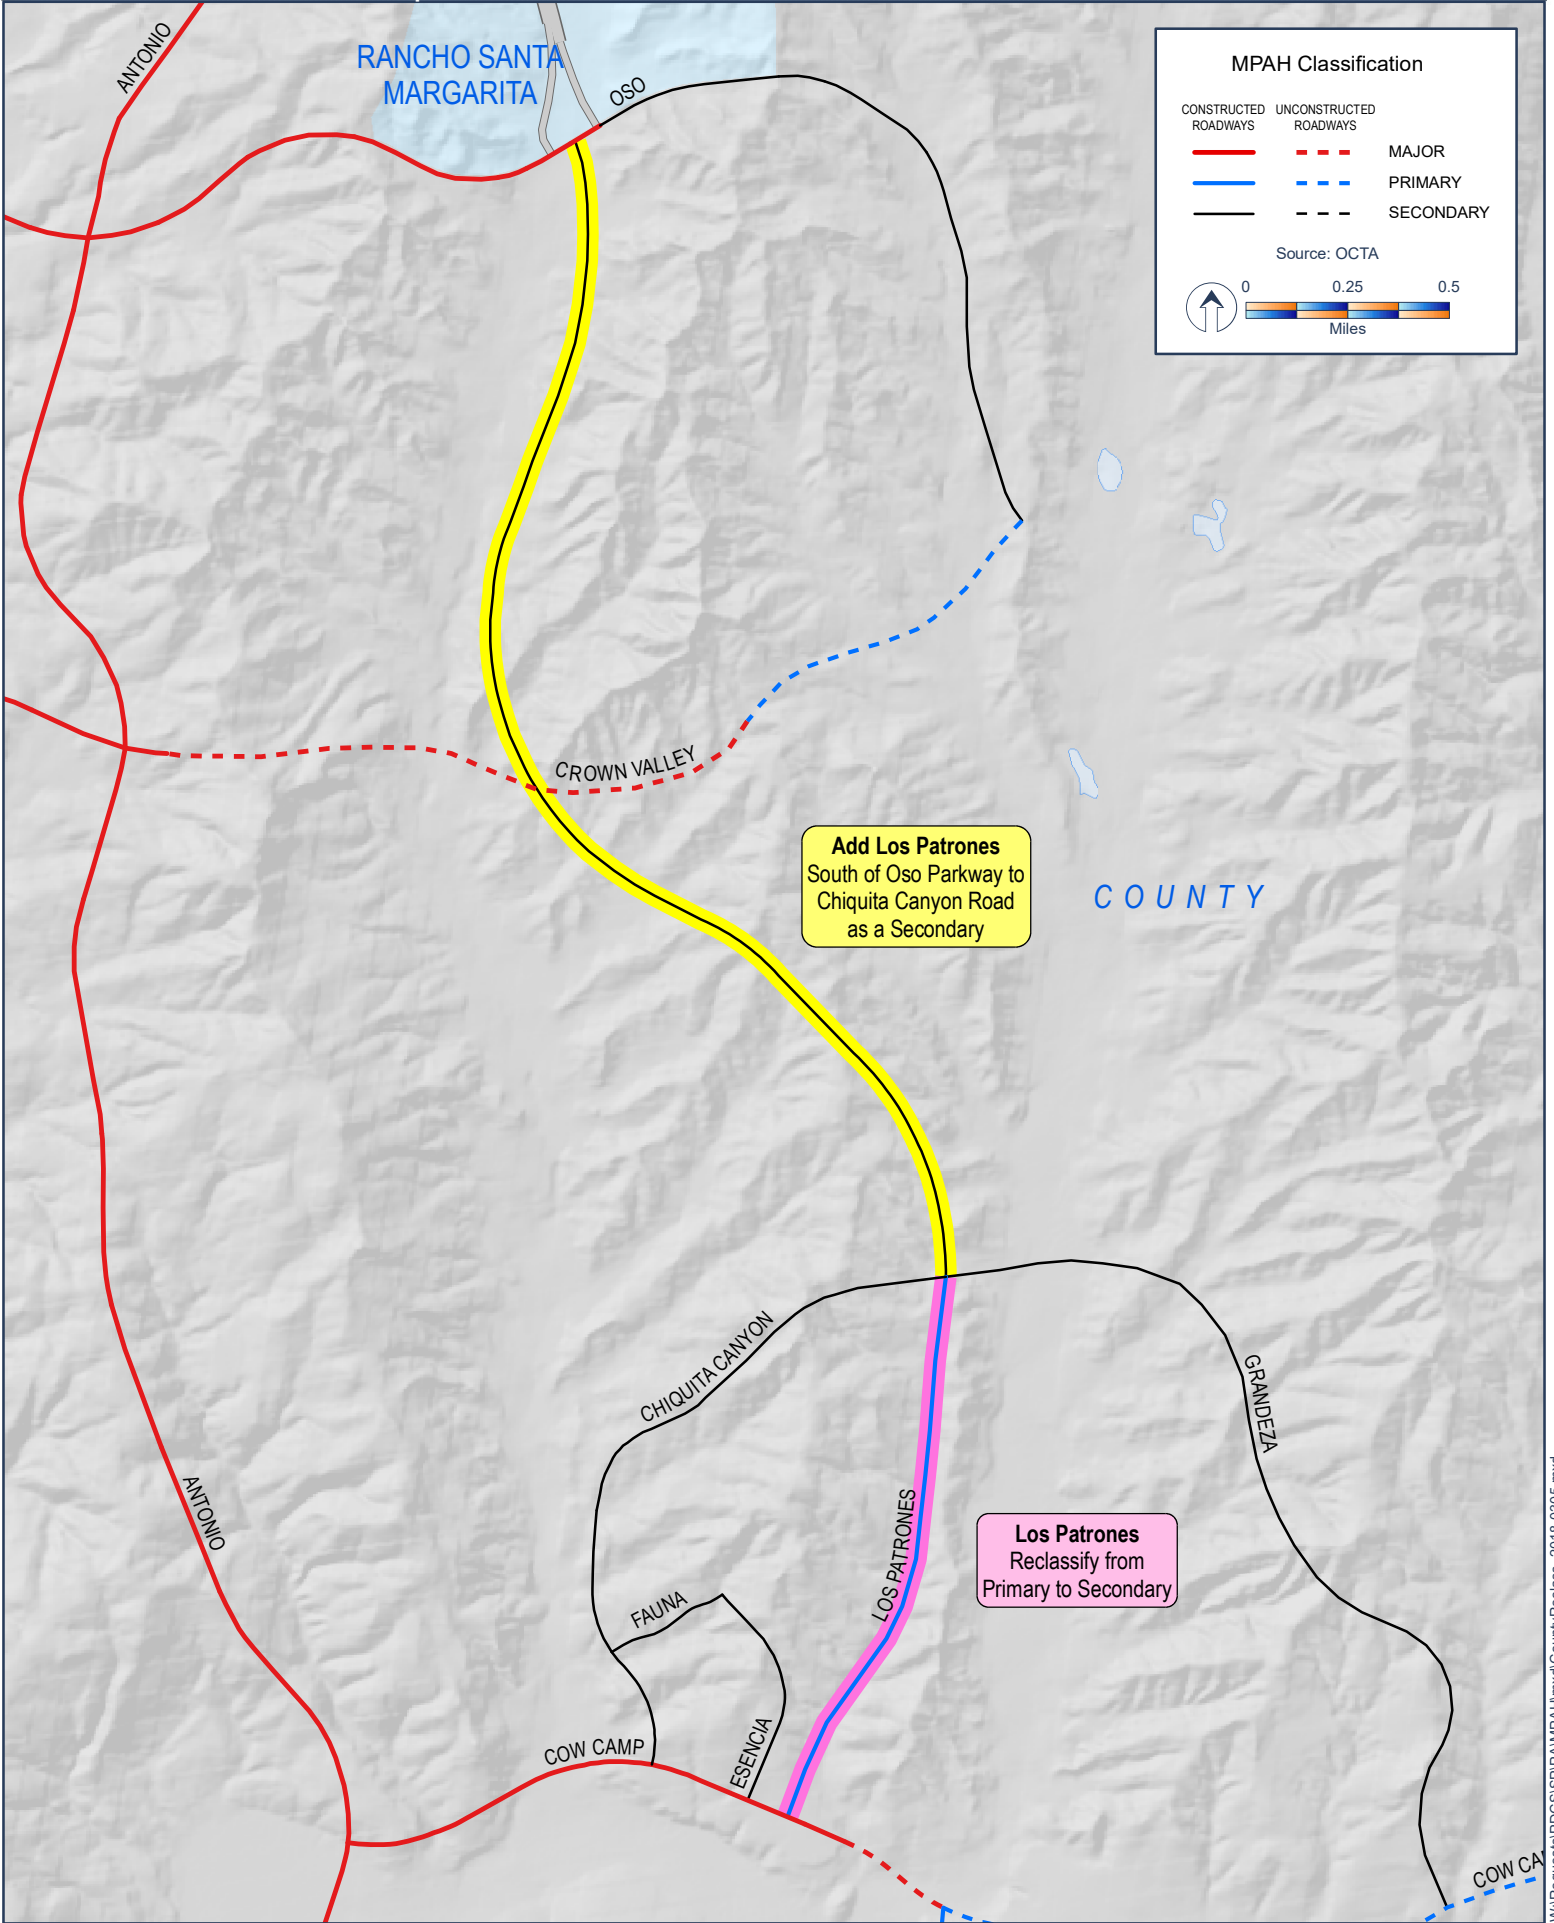 ANTONIO
RANCHO SANTA
MARGARITA
OSO
MPAH Classification
CONSTRUCTED
ROADWAYS
UNCONSTRUCTED
ROADWAYS
MAJOR
PRIMARY
SECONDARY
Source: OCTA
0 0.25 0.5
Miles
CROWN VALLEY
Add Los Patrones
South of Oso Parkway to
Chiquita Canyon Road
as a Secondary
COUNTY
CHIQUITA CANYON
GRANDEZA
ANTONIO
LOS PATRONES
Los Patrones
Reclassify from
Primary to Secondary
FAUNA
ESENCIA
COW CAMP
COW CA